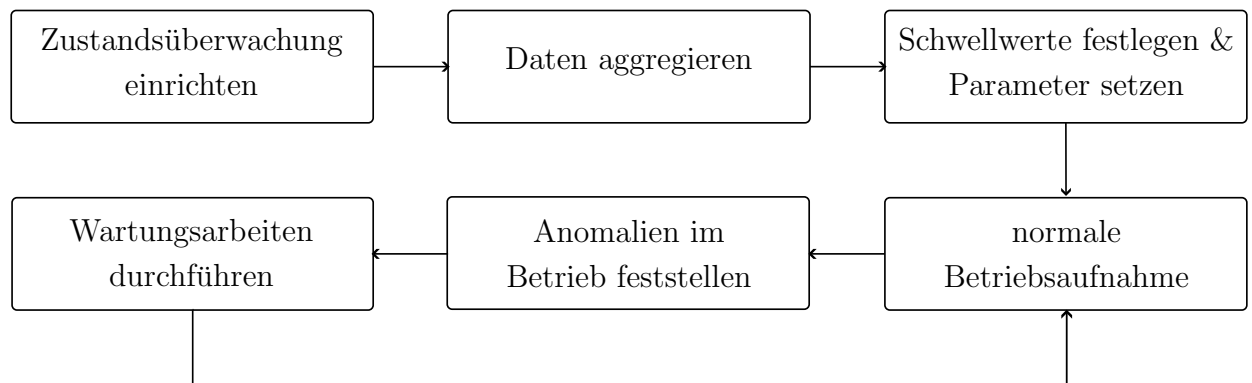 Zustandsüberwachung
einrichten
Daten aggregieren
Schwellwerte festlegen &
Parameter setzen
normale
Betriebsaufnahme
Anomalien im
Betrieb feststellen
Wartungsarbeiten
durchführen